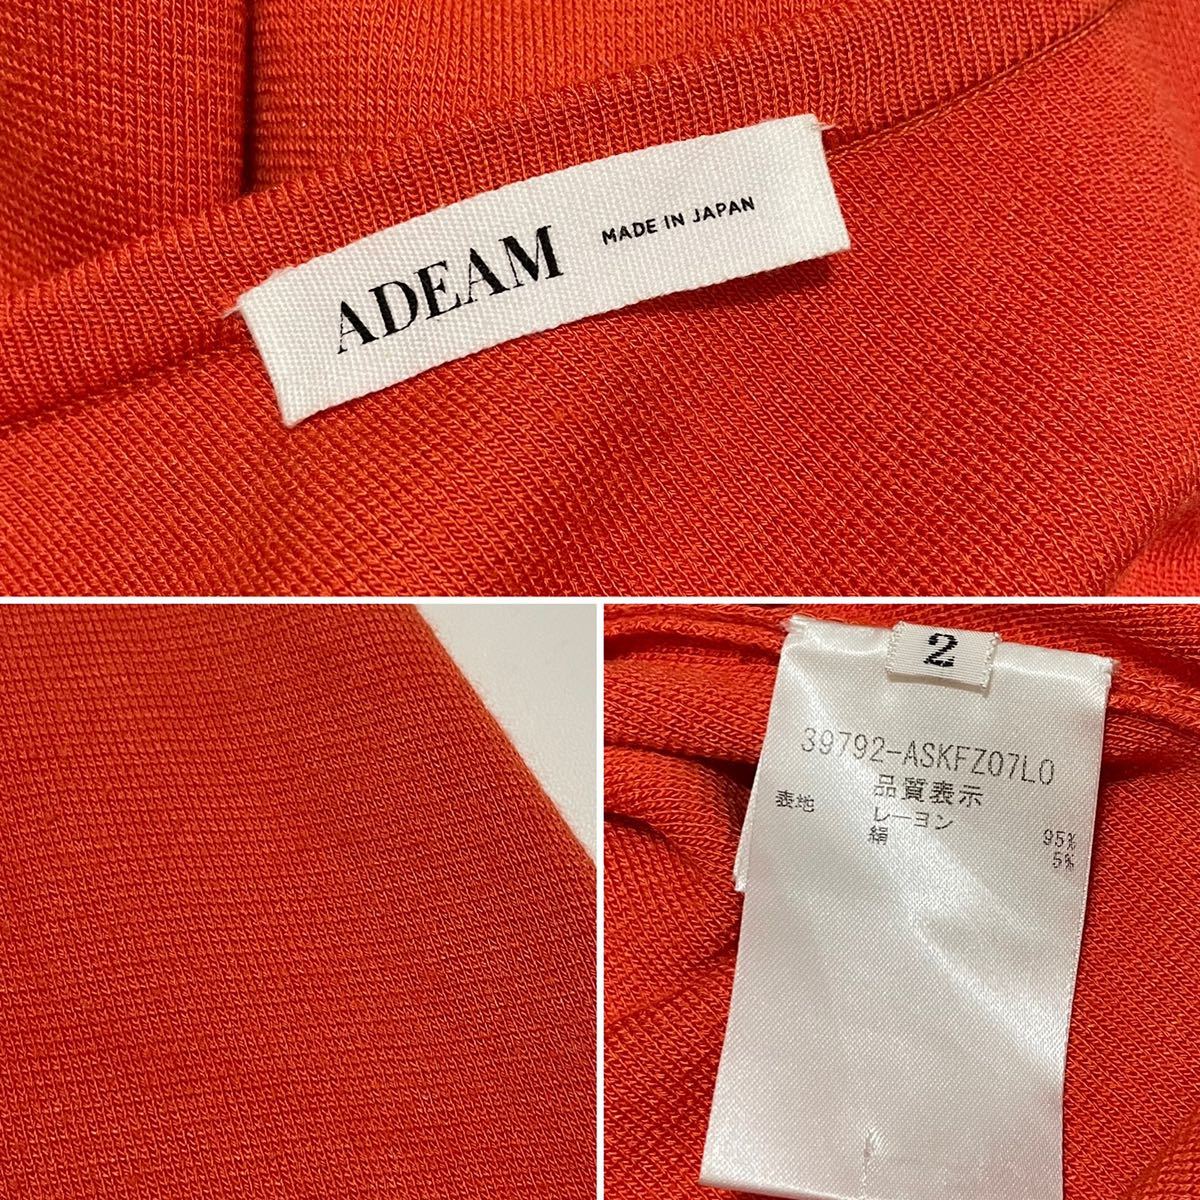 ADEAM MADE IN JAPAN
2
39792-ASKFZ07L0
品質表示
表地 レーヨン 95%
絹 5%